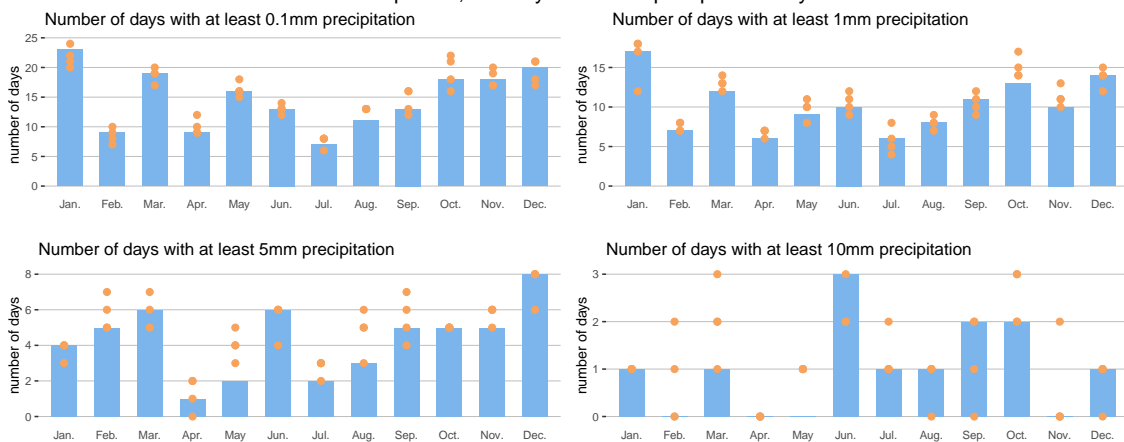 Number of days with at least 0.1mm precipitation
number of days
25
20
15
10
5
0
Jan. Feb. Mar. Apr. May Jun. Jul. Aug. Sep. Oct. Nov. Dec.
Number of days with at least 1mm precipitation
number of days
15
10
5
0
Jan. Feb. Mar. Apr. May Jun. Jul. Aug. Sep. Oct. Nov. Dec.
Number of days with at least 5mm precipitation
number of days
8
6
4
2
0
Jan. Feb. Mar. Apr. May Jun. Jul. Aug. Sep. Oct. Nov. Dec.
Number of days with at least 10mm precipitation
number of days
3
2
1
0
Jan. Feb. Mar. Apr. May Jun. Jul. Aug. Sep. Oct. Nov. Dec.